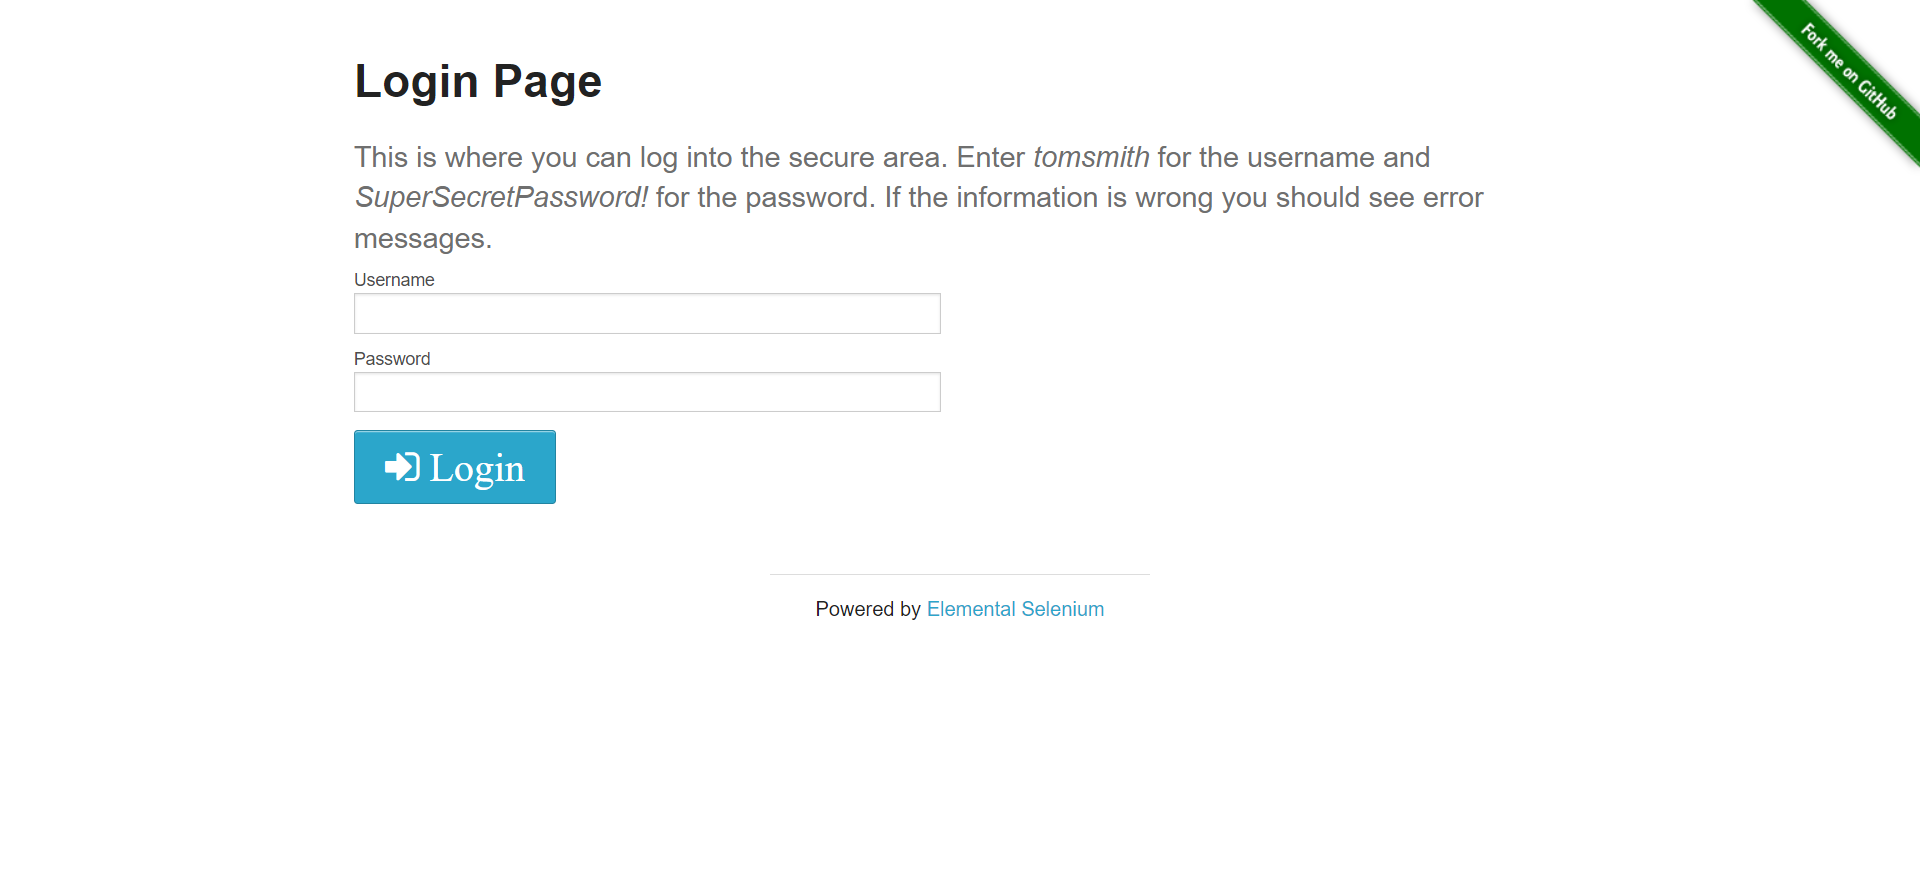 Fork me on GitHub
Login Page
This is where you can log into the secure area. Enter tomsmith for the username and
SuperSecretPassword! for the password. If the information is wrong you should see error
messages.
Username
Password
Login
Powered by Elemental Selenium